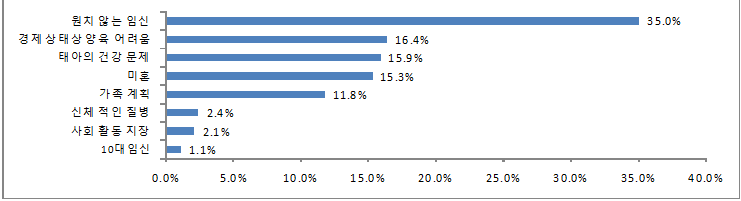 원치 않는 임신 35.0%
경제 상태상 양육 어려움 16.4%
태아의 건강 문제 15.9%
미혼 15.3%
가족 계획 11.8%
신체 적인 질병 2.4%
사회 활동 지장 2.1%
10대임신 1.1%
0.0% 5.0% 10.0% 15.0% 20.0% 25.0% 30.0% 35.0% 40.0%